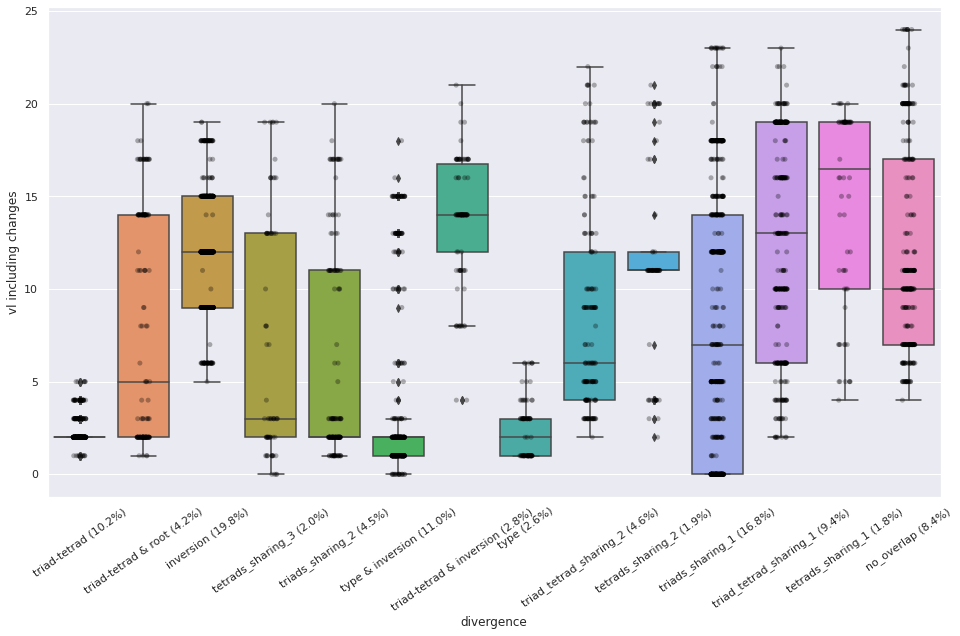 25
20
15
10
5
0
vl including changes
triad-tetrad (10.2%)
triad-tetrad & root (4.2%)
inversion (19.8%)
tetrads_sharing_3 (2.0%)
triads_sharing_2 (4.5%)
type & inversion (11.0%)
triad-tetrad & inversion (2.8%)
type (2.6%)
triad_tetrad_sharing_2 (4.6%)
tetrads_sharing_2 (1.9%)
triads_sharing_1 (16.8%)
triad_tetrad_sharing_1 (9.4%)
tetrads_sharing_1 (1.8%)
no_overlap (8.4%)
divergence